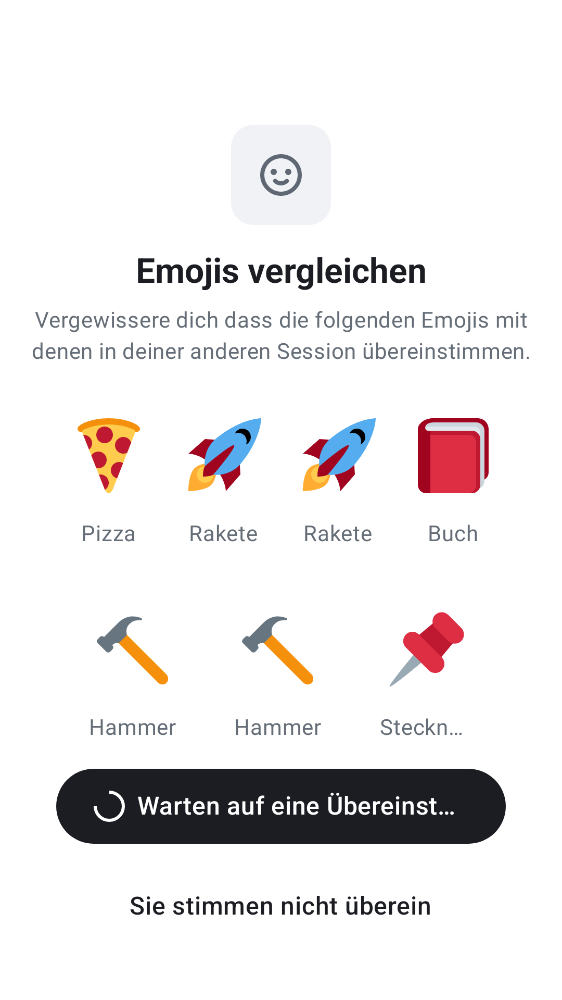 Emojis vergleichen
Vergewissere dich dass die folgenden Emojis mit
denen in deiner anderen Session übereinstimmen.
Pizza Rakete Rakete Buch
Hammer Hammer Steckn…
Warten auf eine Übereinst…
Sie stimmen nicht überein